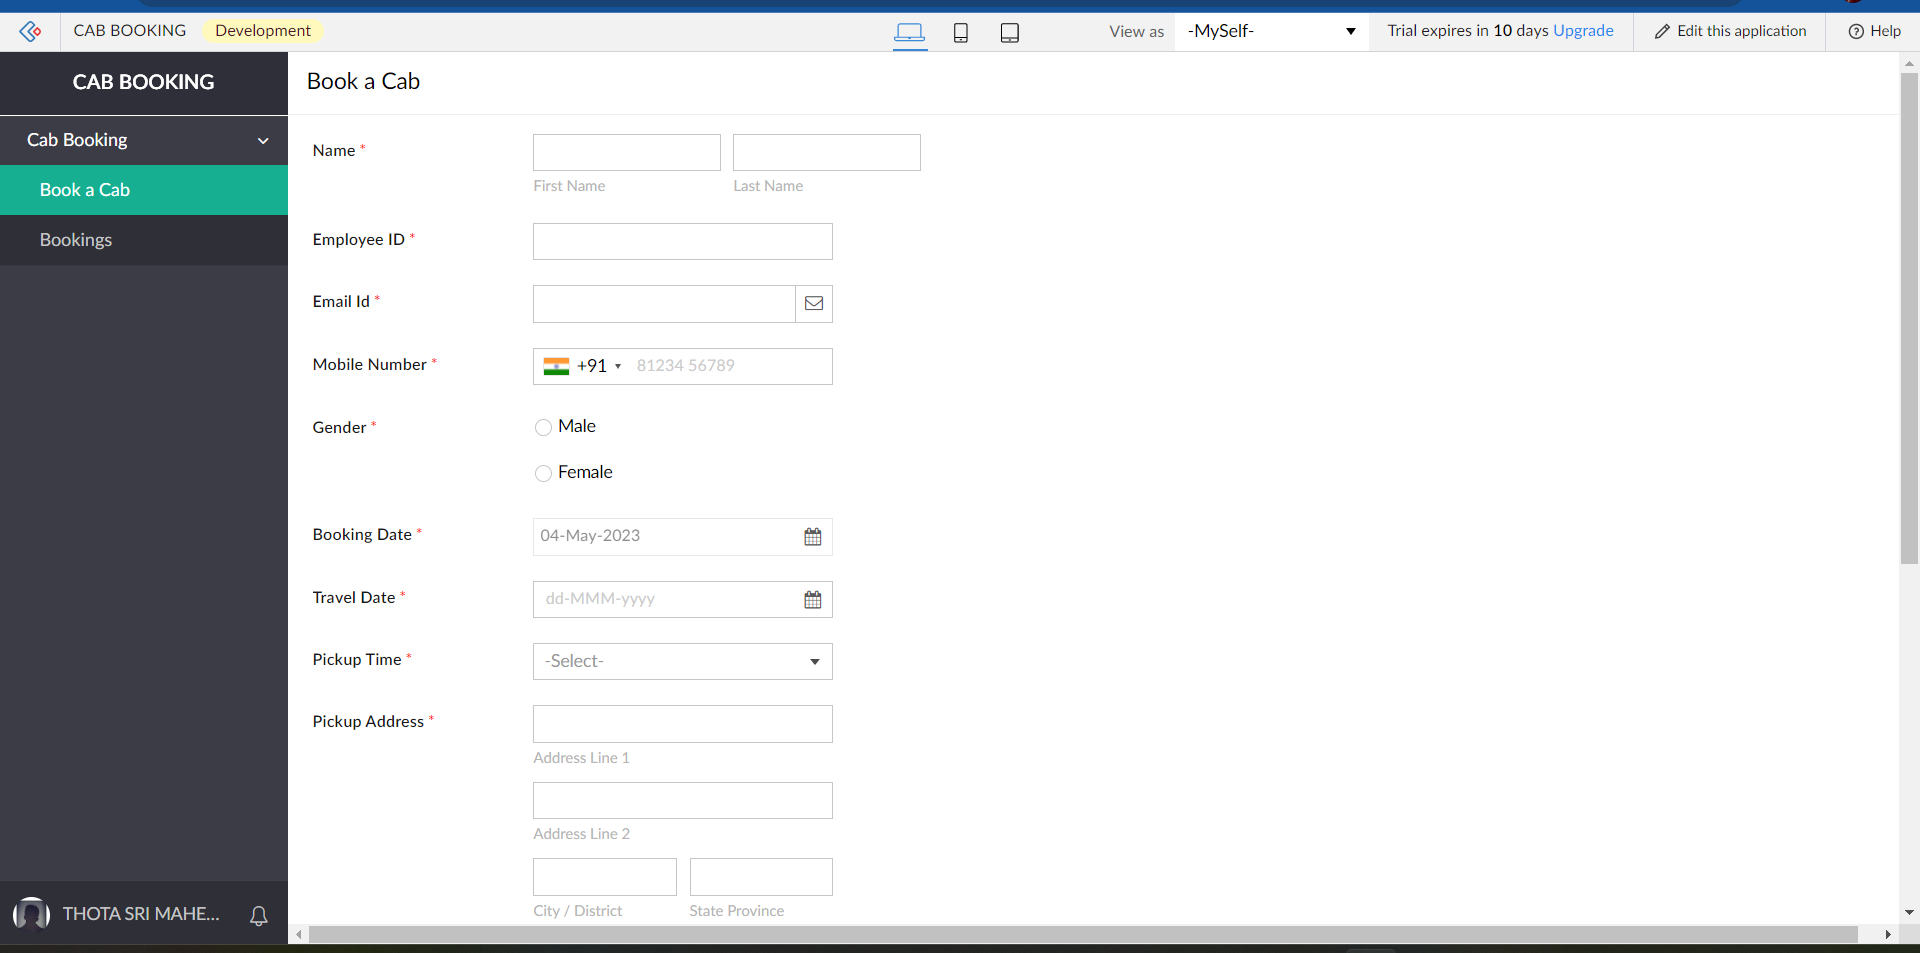 CAB BOOKING Development View as -MySelf- Trial expires in 10 days Upgrade Edit this application Help
CAB BOOKING
Cab Booking
Book a Cab
Bookings
THOTA SRI MAHE...
Book a Cab
Name *
First Name Last Name
Employee ID *
Email Id *
Mobile Number * +91 81234 56789
Gender * Male
Female
Booking Date * 04-May-2023
Travel Date * dd-MMM-yyyy
Pickup Time * -Select-
Pickup Address *
Address Line 1
Address Line 2
City / District State Province